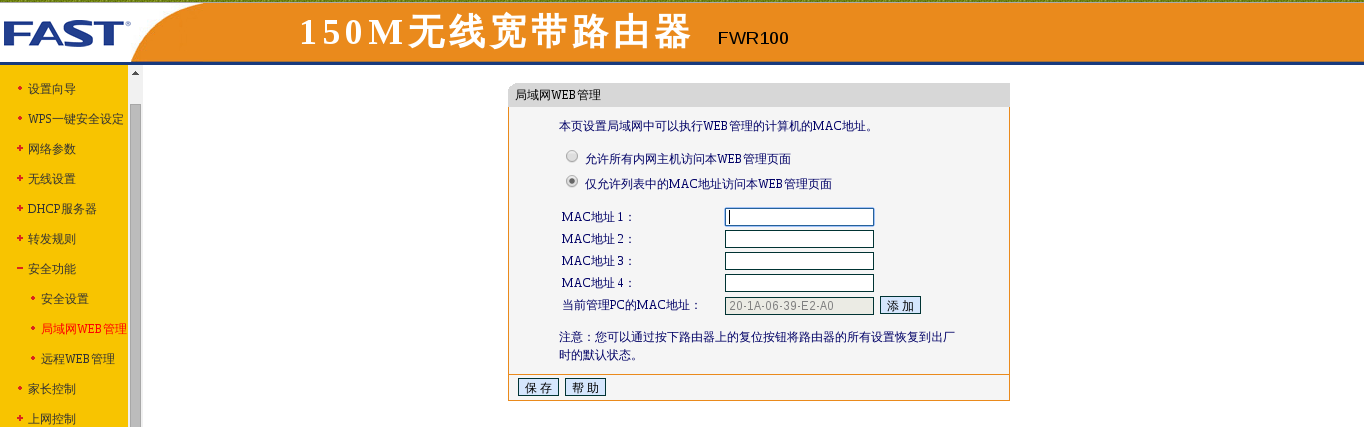 FAST®
150M无线宽带路由器 FWR100
设置向导
WPS一键安全设定
网络参数
无线设置
DHCP服务器
转发规则
安全功能
安全设置
局域网WEB管理
远程WEB管理
家长控制
上网控制
局域网WEB管理
本页设置局域网中可以执行WEB管理的计算机的MAC地址。
允许所有内网主机访问本WEB管理页面
仅允许列表中的MAC地址访问本WEB管理页面
MAC地址 1：
MAC地址 2：
MAC地址 3：
MAC地址 4：
当前管理PC的MAC地址： 20-1A-06-39-E2-A0 添 加
注意：您可以通过按下路由器上的复位按钮将路由器的所有设置恢复到出厂
时的默认状态。
保 存 帮 助